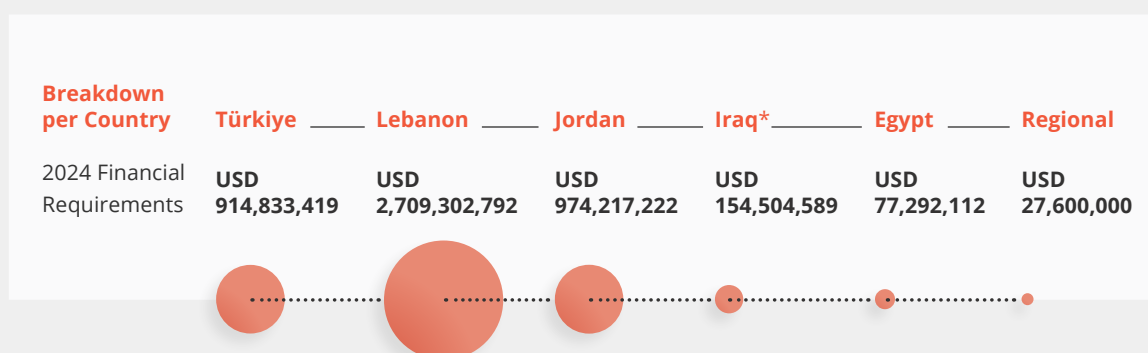 Breakdown
per Country
Türkiye
Lebanon
Jordan
Iraq*
Egypt
Regional
2024 Financial
Requirements
USD
914,833,419
USD
2,709,302,792
USD
974,217,222
USD
154,504,589
USD
77,292,112
USD
27,600,000